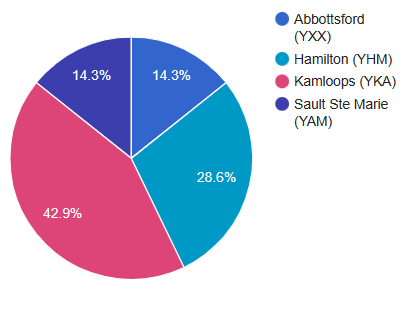 Abbottsford
(YXX)
Hamilton (YHM)
Kamloops (YKA)
Sault Ste Marie
(YAM)
14.3%
14.3%
28.6%
42.9%